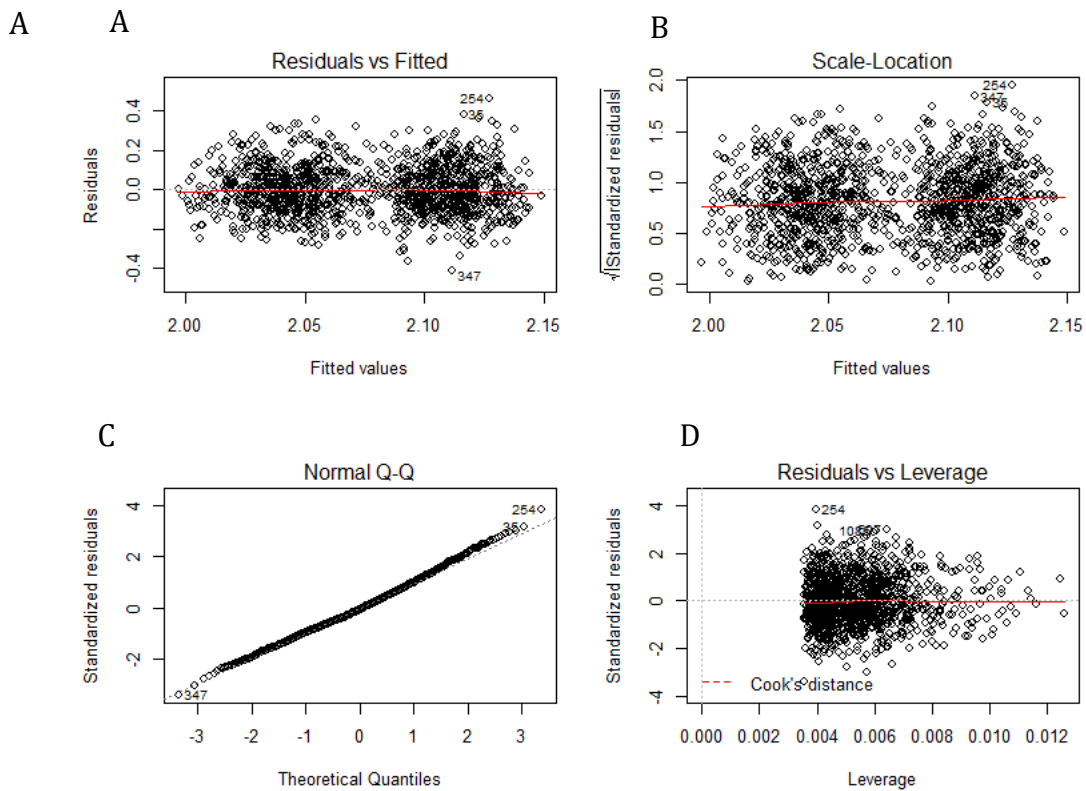 A
A
B
Residuals vs Fitted
Scale-Location
Residuals
0.4
0.2
0.0
-0.4
254
35
347
2.00 2.05 2.10 2.15
Fitted values
√|Standardized residuals|
2.0
1.5
1.0
0.5
0.0
254
347
35
2.00 2.05 2.10 2.15
Fitted values
C
D
Normal Q-Q
Residuals vs Leverage
Standardized residuals
4
2
0
-2
254
35
347
-3 -2 -1 0 1 2 3
Theoretical Quantiles
Standardized residuals
4
2
0
-2
-4
254
Cook's distance
0.000 0.002 0.004 0.006 0.008 0.010 0.012
Leverage